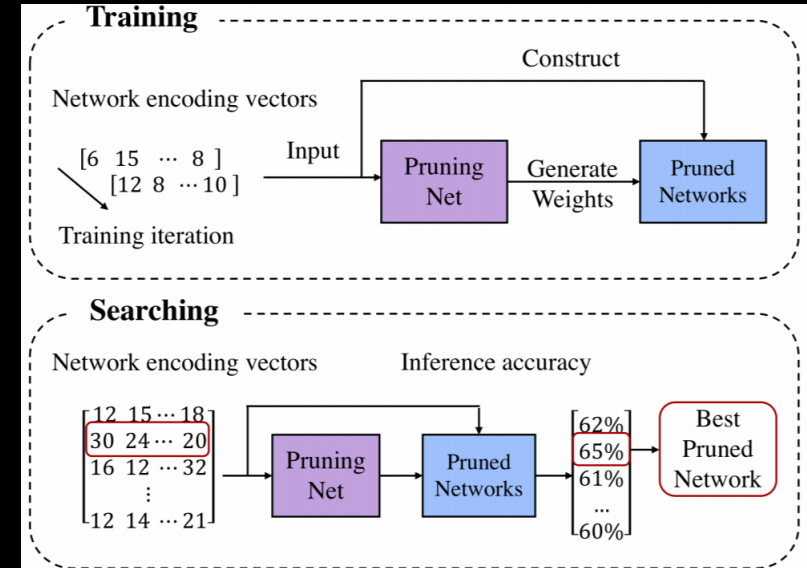 Training
Construct
Network encoding vectors
[6 15 ⋯ 8 ]
[12 8 ⋯ 10 ]
Input
Pruning
Net
Generate
Weights
Pruned
Networks
Training iteration
Searching
Network encoding vectors
Inference accuracy
12 15 ⋯ 18
30 24 ⋯ 20
16 12 ⋯ 32
⋮
12 14 ⋯ 21
Pruning
Net
Pruned
Networks
62%
65%
61%
...
60%
Best
Pruned
Network